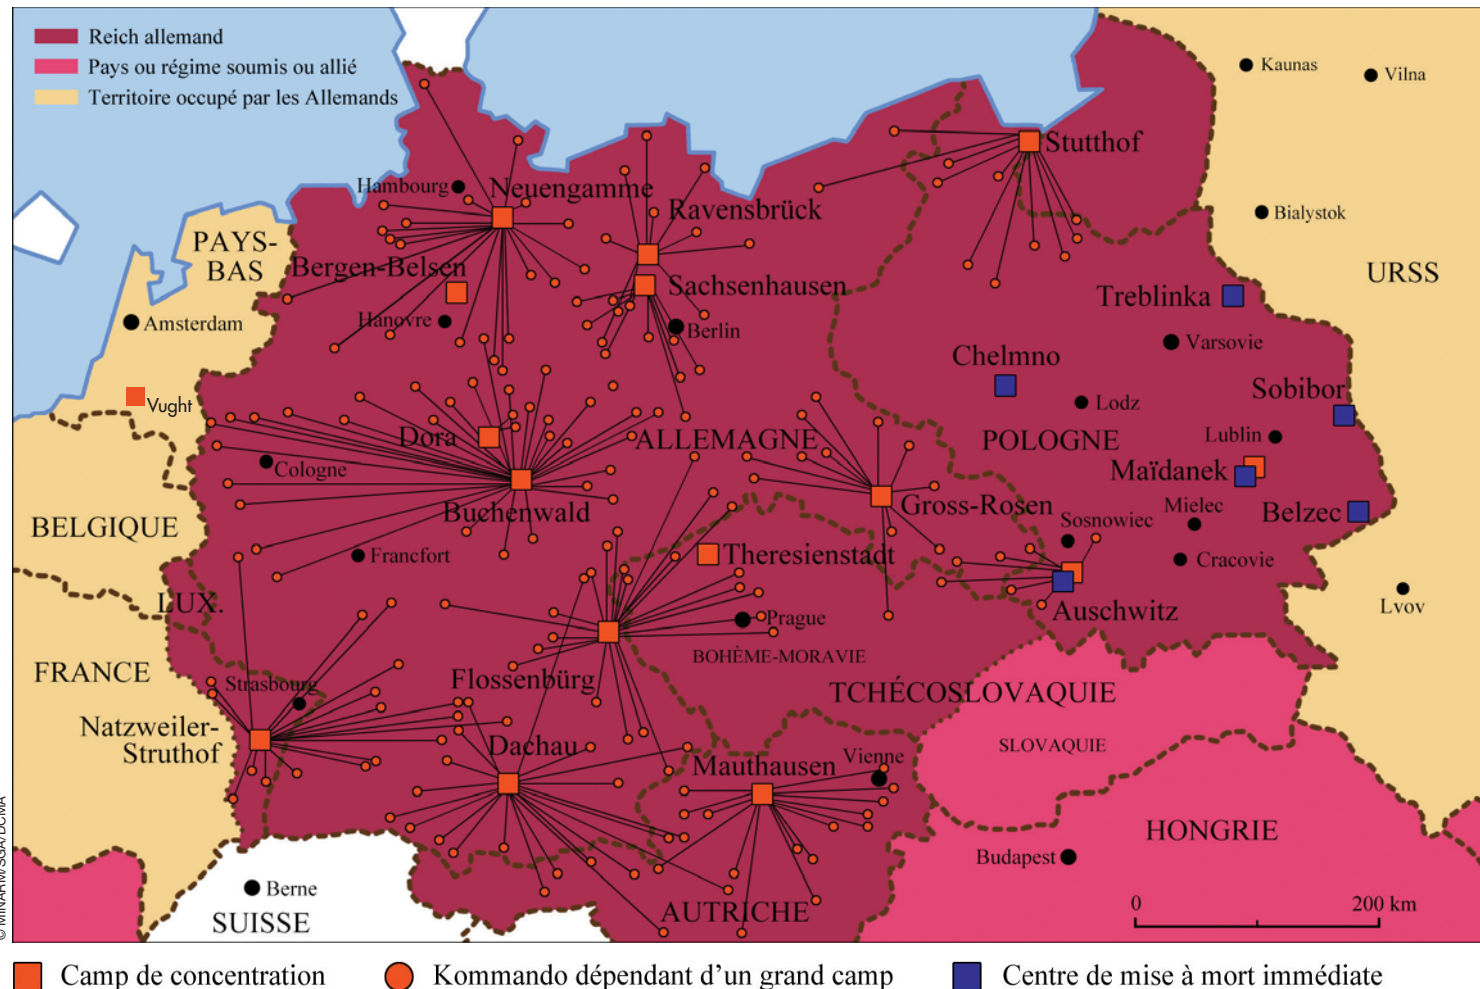 Reich allemand
Pays ou régime soumis ou allié
Territoire occupé par les Allemands
Kaunas
Vilna
Stutthof
Hambourg
Neuengamme
Ravensbrück
Bialystok
PAYS-
BAS
Bergen-Belsen
Sachsenhausen
URSS
Treblinka
Amsterdam
Hanovre
Berlin
Varsovie
Chelmno
Sobibor
Vught
Lodz
Dora
ALLEMAGNE
POLOGNE
Lublin
Cologne
Maïdanek
Buchenwald
Gross-Rosen
Mielec
Belzec
Sosnowiec
BELGIQUE
Francfort
Theresienstadt
Cracovie
LUX.
Auschwitz
Lvov
Prague
BOHÈME-MORAVIE
FRANCE
Strasbourg
Flossenbürg
TCHÉCOSLOVAQUIE
Natzweiler-
Struthof
Dachau
SLOVAQUIE
Mauthausen
Vienne
HONGRIE
Budapest
Berne
SUISSE
AUTRICHE
0 200 km
© MINARM/SGA/DCMA
Camp de concentration
Kommando dépendant d’un grand camp
Centre de mise à mort immédiate